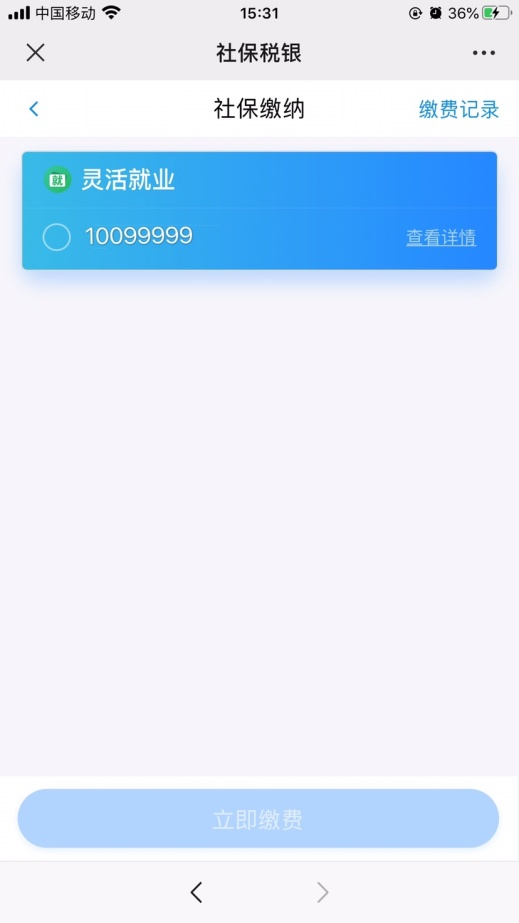 中国移动 15:31 36%
社保税银
社保缴纳 缴费记录
就 灵活就业
10099999 查看详情
立即缴费